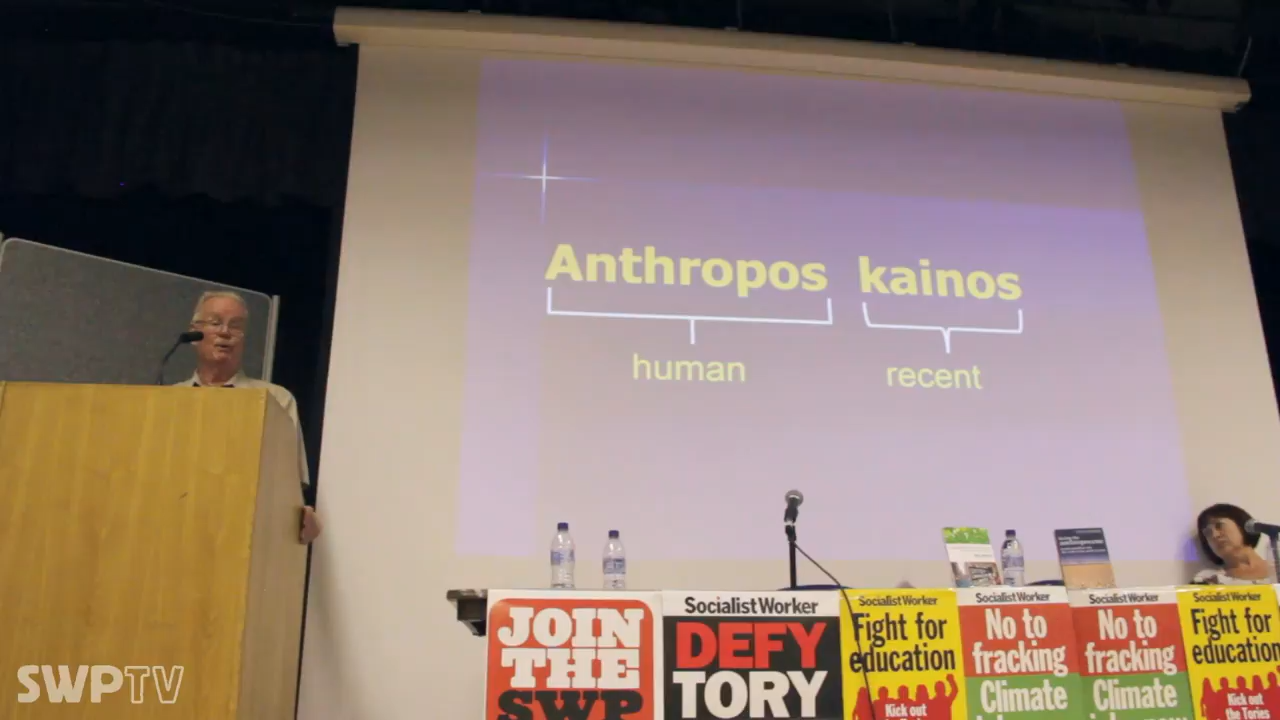 Anthropos kainos
human recent
JOIN
THE
SWP
Socialist Worker
DEFY
TORY
Socialist Worker
Fight for
education
Kick out
Socialist Worker
No to
fracking
Climate
Socialist Worker
No to
fracking
Climate
Socialist Worker
Fight for
education
Kick out
the Tories
SWPTV